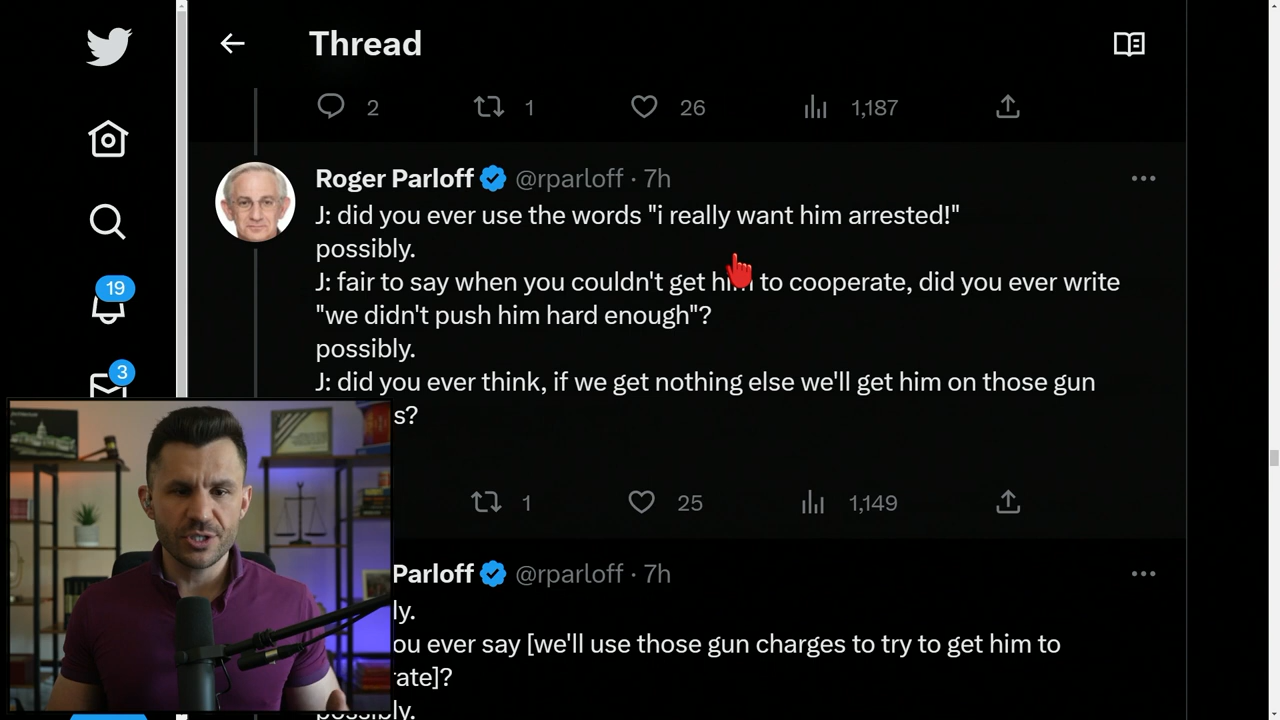 Thread
2 1 26 1,187
Roger Parloff @rparloff · 7h
J: did you ever use the words "i really want him arrested!"
possibly.
J: fair to say when you couldn't get him to cooperate, did you ever write
"we didn't push him hard enough"?
possibly.
J: did you ever think, if we get nothing else we'll get him on those gun
s?
1 25 1,149
19
3
Parloff @rparloff · 7h
ly.
ou ever say [we'll use those gun charges to try to get him to
rate]?
possibly.